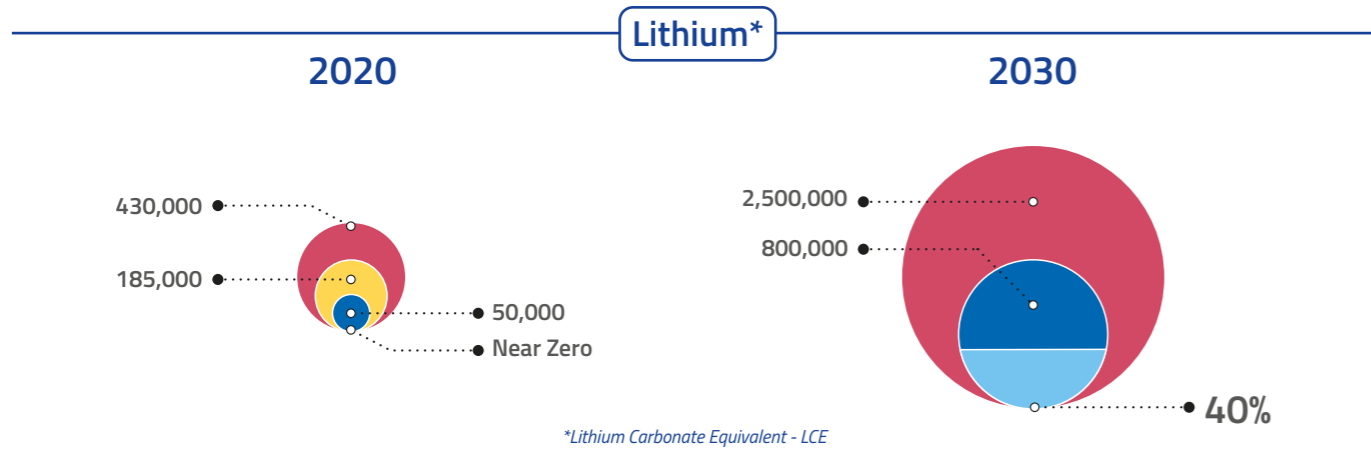 Lithium*
2020
2030
430,000
185,000
50,000
Near Zero
2,500,000
800,000
40%
*Lithium Carbonate Equivalent - LCE